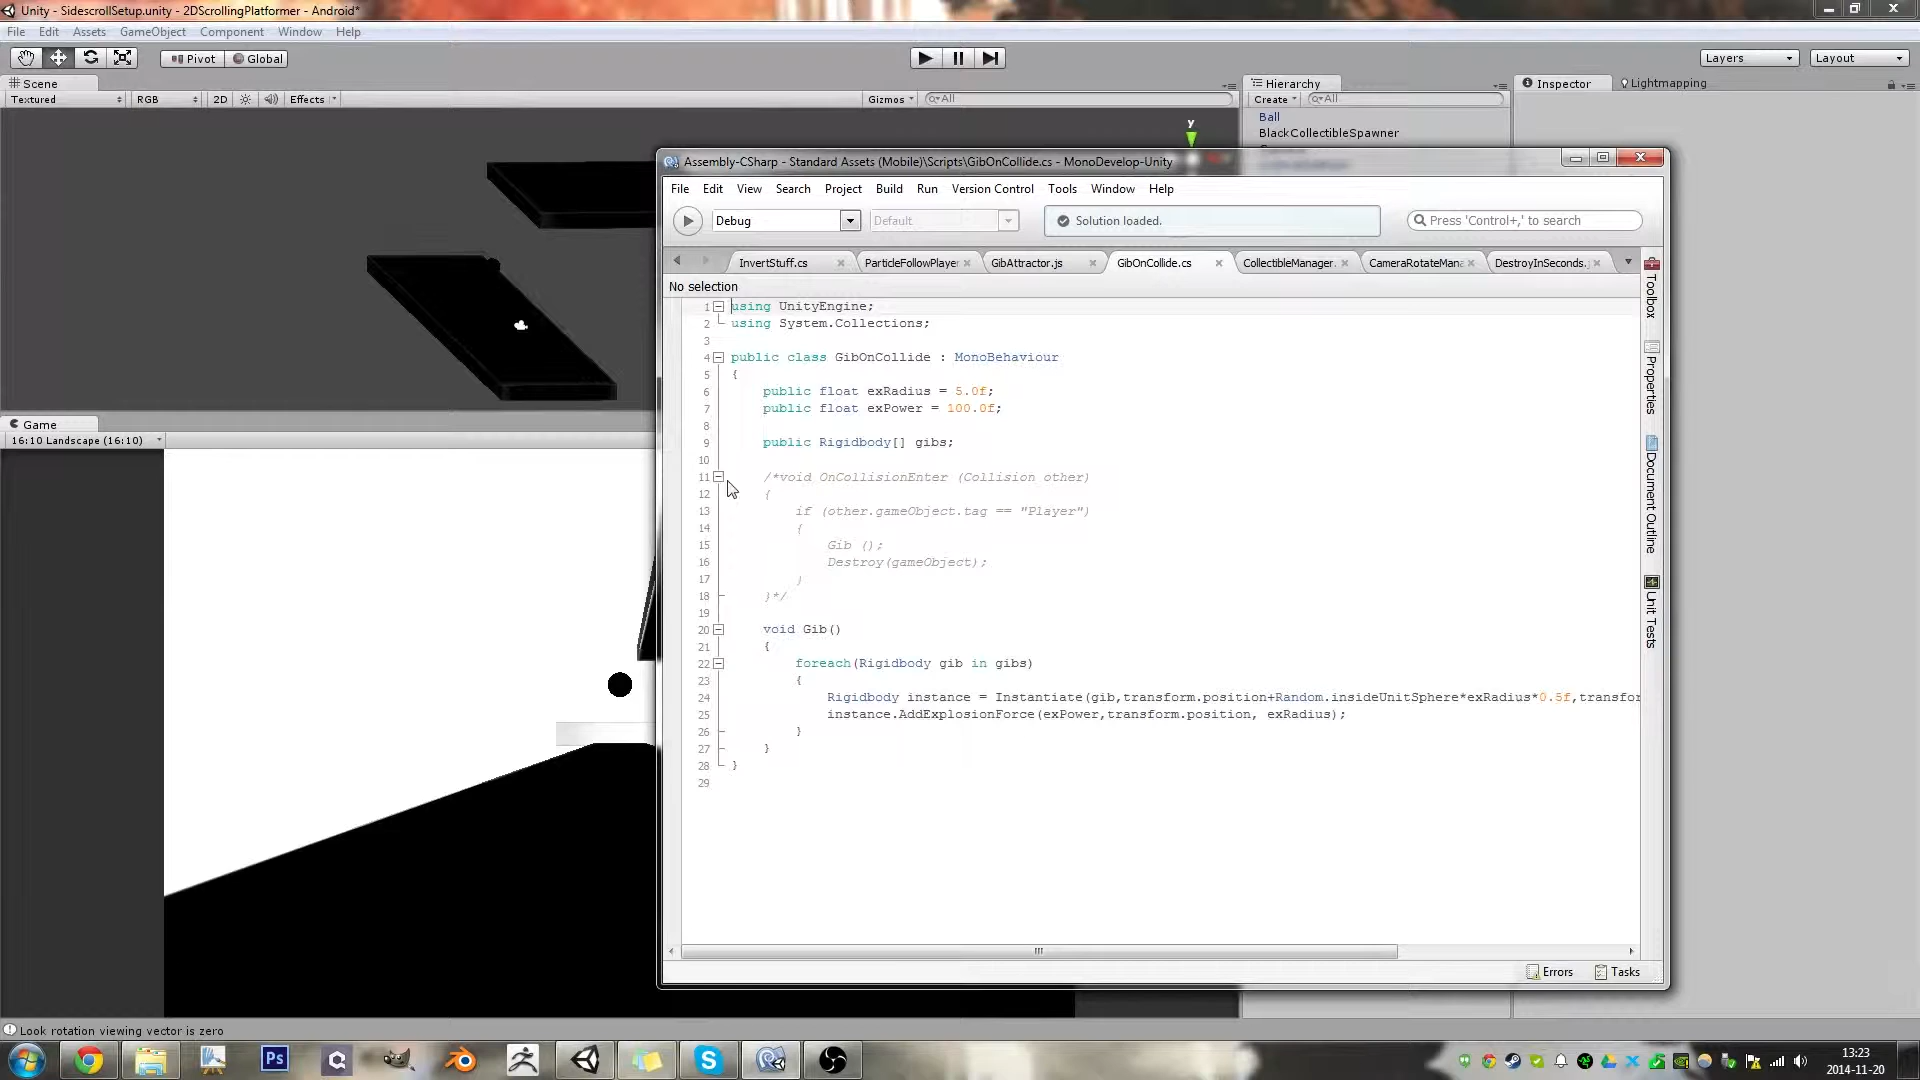 Unity - SidescrollSetup.unity - 2DScrollingPlatformer - Android*
File Edit Assets GameObject Component Window Help
Pivot Global Layers Layout
Scene Hierarchy Inspector Lightmapping
Textured RGB 2D Effects Gizmos All Create All
Ball
y
BlackCollectibleSpawner
Assembly-CSharp - Standard Assets (Mobile)\Scripts\GibOnCollide.cs - MonoDevelop-Unity
File Edit View Search Project Build Run Version Control Tools Window Help
Debug Default Solution loaded. Press 'Control+,' to search
InvertStuff.cs ParticleFollowPlayer GibAttractor.js GibOnCollide.cs CollectibleManager. CameraRotateMana DestroyInSeconds.
No selection
1 using UnityEngine;
2 using System.Collections;
3
4 public class GibOnCollide : MonoBehaviour
5 {
6 public float exRadius = 5.0f;
7 public float exPower = 100.0f;
8
9 public Rigidbody[] gibs;
10
11 /*void OnCollisionEnter (Collision other)
12 {
13 if (other.gameObject.tag == "Player")
14 {
15 Gib ();
16 Destroy(gameObject);
17 }
18 }*/
19
20 void Gib()
21 {
22 foreach(Rigidbody gib in gibs)
23 {
24 Rigidbody instance = Instantiate(gib,transform.position+Random.insideUnitSphere*exRadius*0.5f,transfor
25 instance.AddExplosionForce(exPower,transform.position, exRadius);
26 }
27 }
28 }
29
Toolbox
Properties
Document Outline
Unit Tests
Errors Tasks
Game
16:10 Landscape (16:10)
Look rotation viewing vector is zero
Ps
13:23
2014-11-20